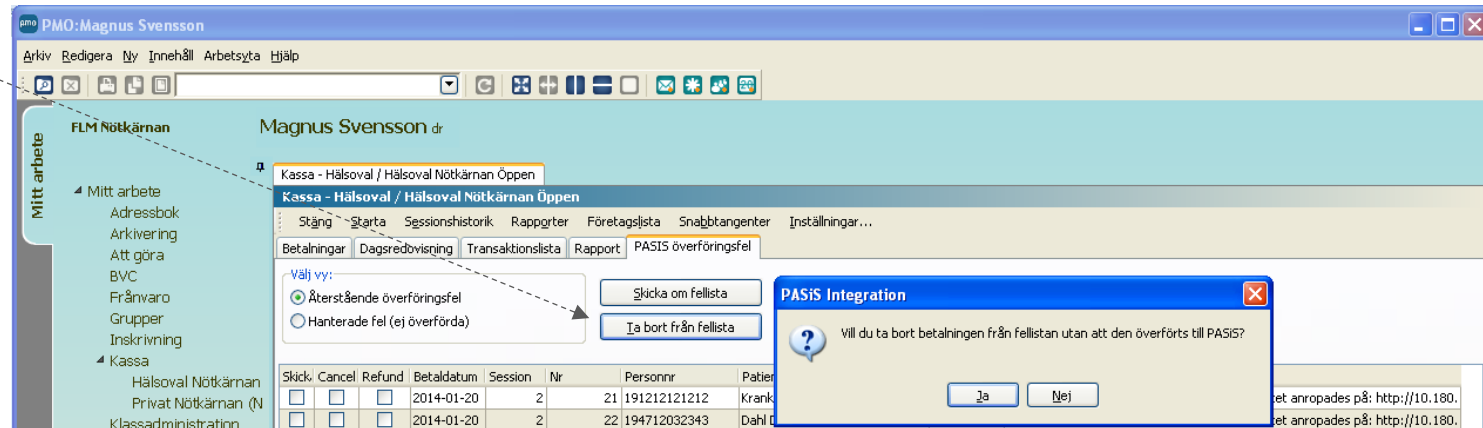 pmo PMO:Magnus Svensson
Arkiv Redigera Ny Innehåll Arbetsyta Hjälp
Mitt arbete
FLM Nötkärnan
Magnus Svensson dr
Kassa - Hälsoval / Hälsoval Nötkärnan Öppen
Mitt arbete
Kassa - Hälsoval / Hälsoval Nötkärnan Öppen
Adressbok
Stäng Starta Sessionshistorik Rapporter Företagslista Snabbtangenter Inställningar...
Arkivering
Betalningar Dagsredovisning Transaktionslista Rapport PASIS överföringsfel
Att göra
BVC
Välj vy:
Frånvaro
Återstående överföringsfel
Skicka om fellista
PASiS Integration
Grupper
Hanterade fel (ej överförda)
Ta bort från fellista
Vill du ta bort betalningen från fellistan utan att den överförts till PASiS?
Inskrivning
Kassa
Hälsoval Nötkärnan
Skick Cancel Refund Betaldatum Session Nr Personnr Patien
Ja Nej
Privat Nötkärnan (N
2014-01-20 2 21 191212121212 Krank
et anropades på: http://10.180.
Klassadministration
2014-01-20 2 22 194712032343 Dahl D
et anropades på: http://10.180.